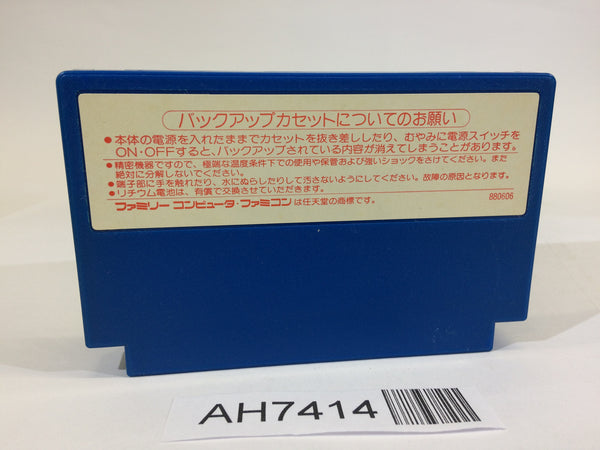 バックアップカセットについてのお願い
●本体の電源を入れたままでカセットを抜き差ししたり、むやみに電源スイッチを
ON・OFFすると、バックアップされている内容が消えてしまうことがあります。
●精密機器ですので、極端な温度条件下での使用や保管および強いショックをさけてください。また
絶対に分解しないでください。
●端子部に手を触れたり、水にぬらしたりして汚さないようにしてください。故障の原因となります。
●リチウム電池は、有償で交換させていただきます。
ファミリーコンピュータ・ファミコンは任天堂の商標です。
880606
AH7414